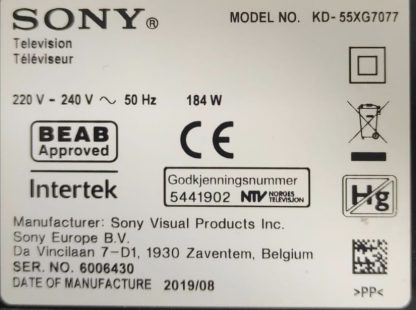 SONY® MODEL NO. KD-55XG7077
Television
Téléviseur
220 V - 240 V ~ 50 Hz 184 W
BEAB
Approved
CE
Intertek
Godkjenningsnummer
5441902 NTV NORGES TELEVISION
Hg
Manufacturer: Sony Visual Products Inc.
Sony Europe B.V.
Da Vincilaan 7-D1, 1930 Zaventem, Belgium
SER. NO. 6006430
DATE OF MANUFACTURE 2019/08
>PP<